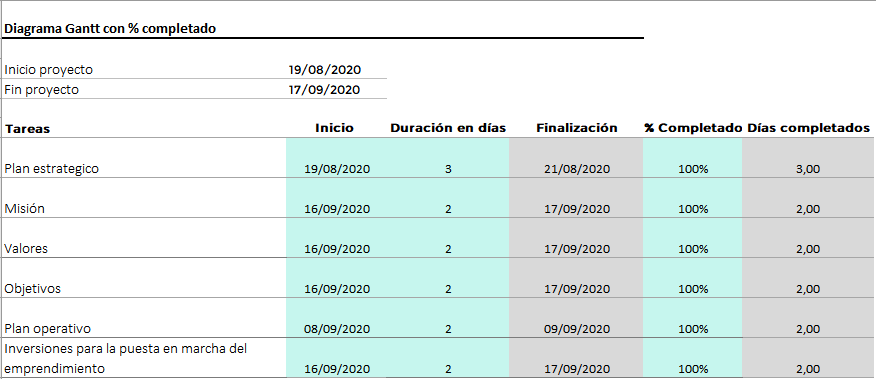 Diagrama Gantt con % completado
Inicio proyecto 19/08/2020
Fin proyecto 17/09/2020
Tareas Inicio Duración en días Finalización % Completado Días completados
Plan estrategico 19/08/2020 3 21/08/2020 100% 3,00
Misión 16/09/2020 2 17/09/2020 100% 2,00
Valores 16/09/2020 2 17/09/2020 100% 2,00
Objetivos 16/09/2020 2 17/09/2020 100% 2,00
Plan operativo 08/09/2020 2 09/09/2020 100% 2,00
Inversiones para la puesta en marcha del
emprendimiento 16/09/2020 2 17/09/2020 100% 2,00